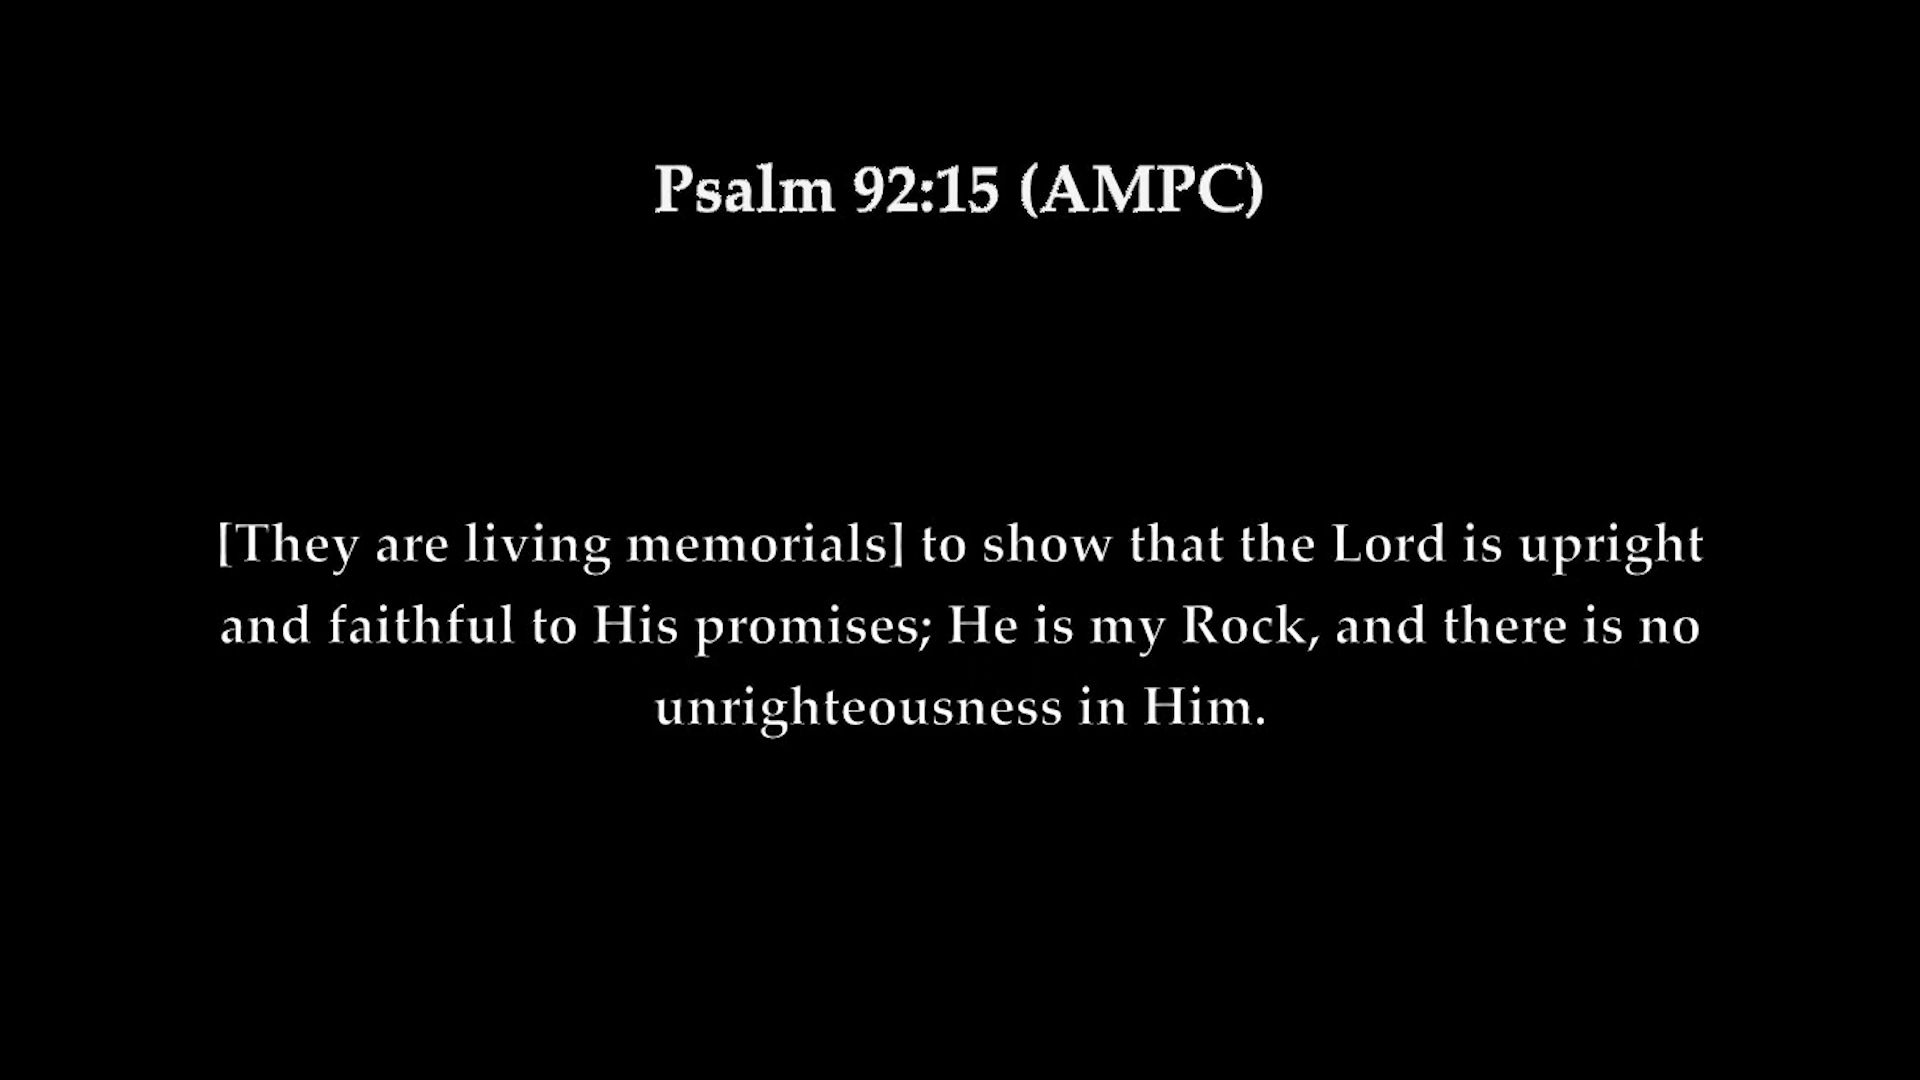 Psalm 92:15 (AMPC)
[They are living memorials] to show that the Lord is upright
and faithful to His promises; He is my Rock, and there is no
unrighteousness in Him.